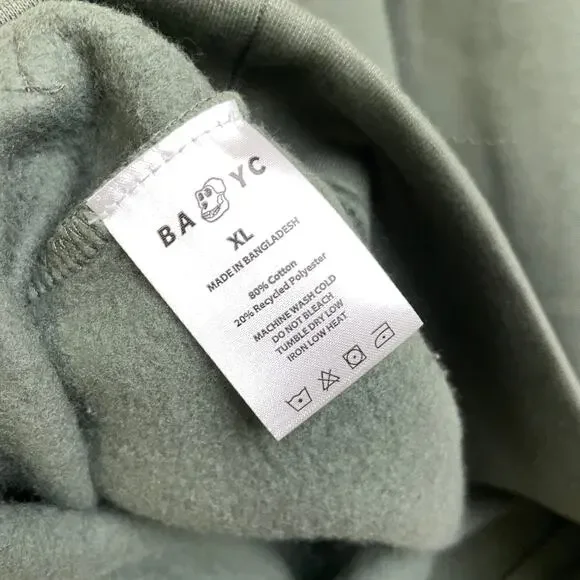 BA YC
XL
MADE IN BANGLADESH
80% Cotton
20% Recycled Polyester
MACHINE WASH COLD
DO NOT BLEACH
TUMBLE DRY LOW
IRON LOW HEAT.